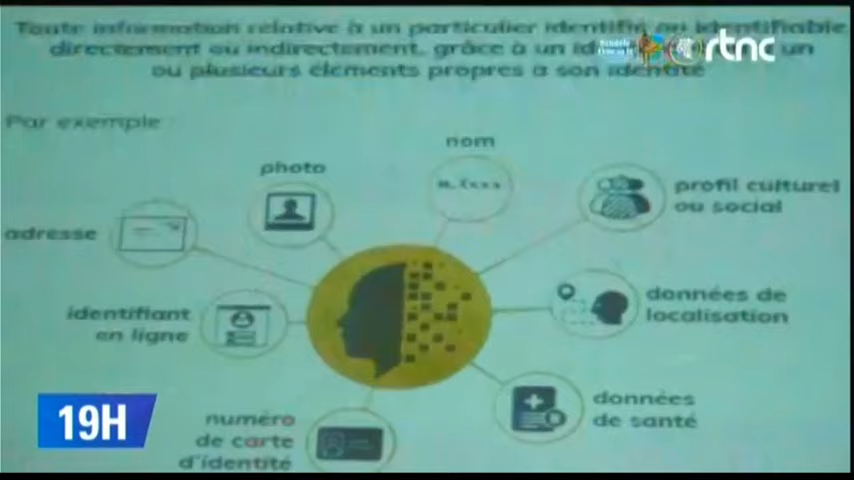 Toute information relative à un particulier identifié ou identifiable
directement ou indirectement, grâce à un un
ou plusieurs éléments propres à son identité
rtnc
Par exemple :
nom
photo
profil culturel
ou social
adresse
données de
localisation
identifiant
en ligne
données
de santé
numéro
de carte
d'identité
19H